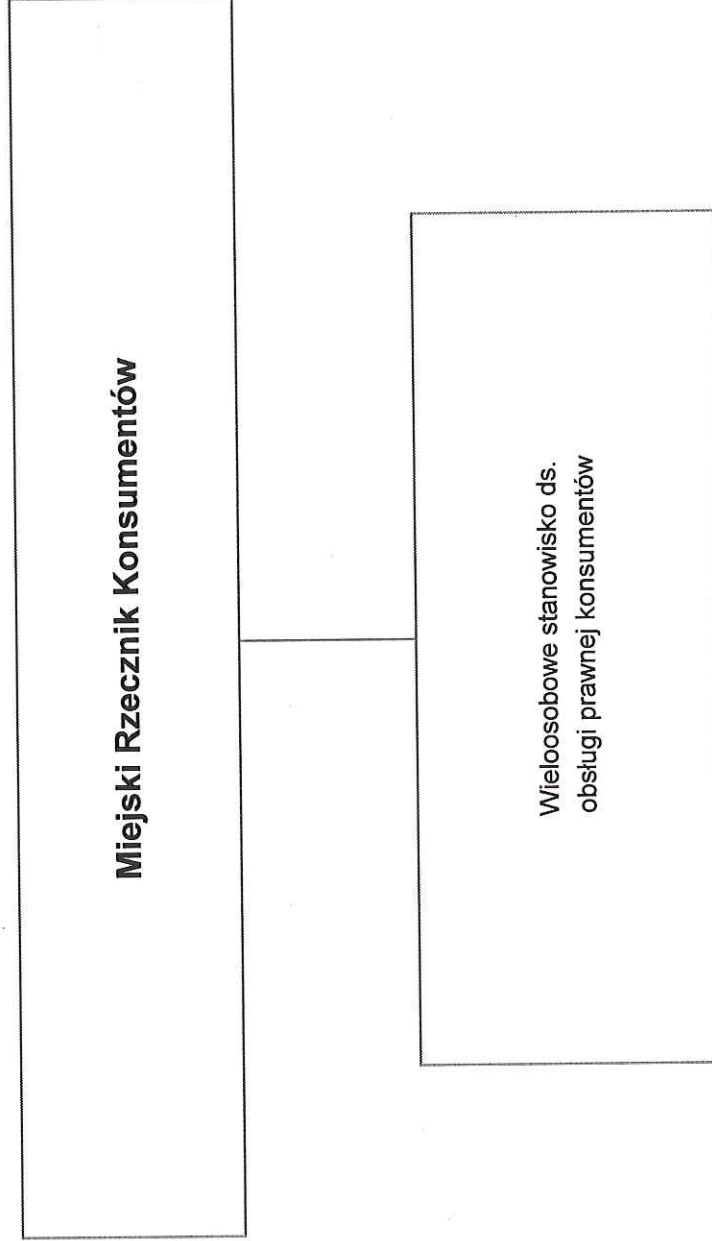 Miejski Rzecznik Konsumentów
Wieloosobowe stanowisko ds.
obsługi prawnej konsumentów